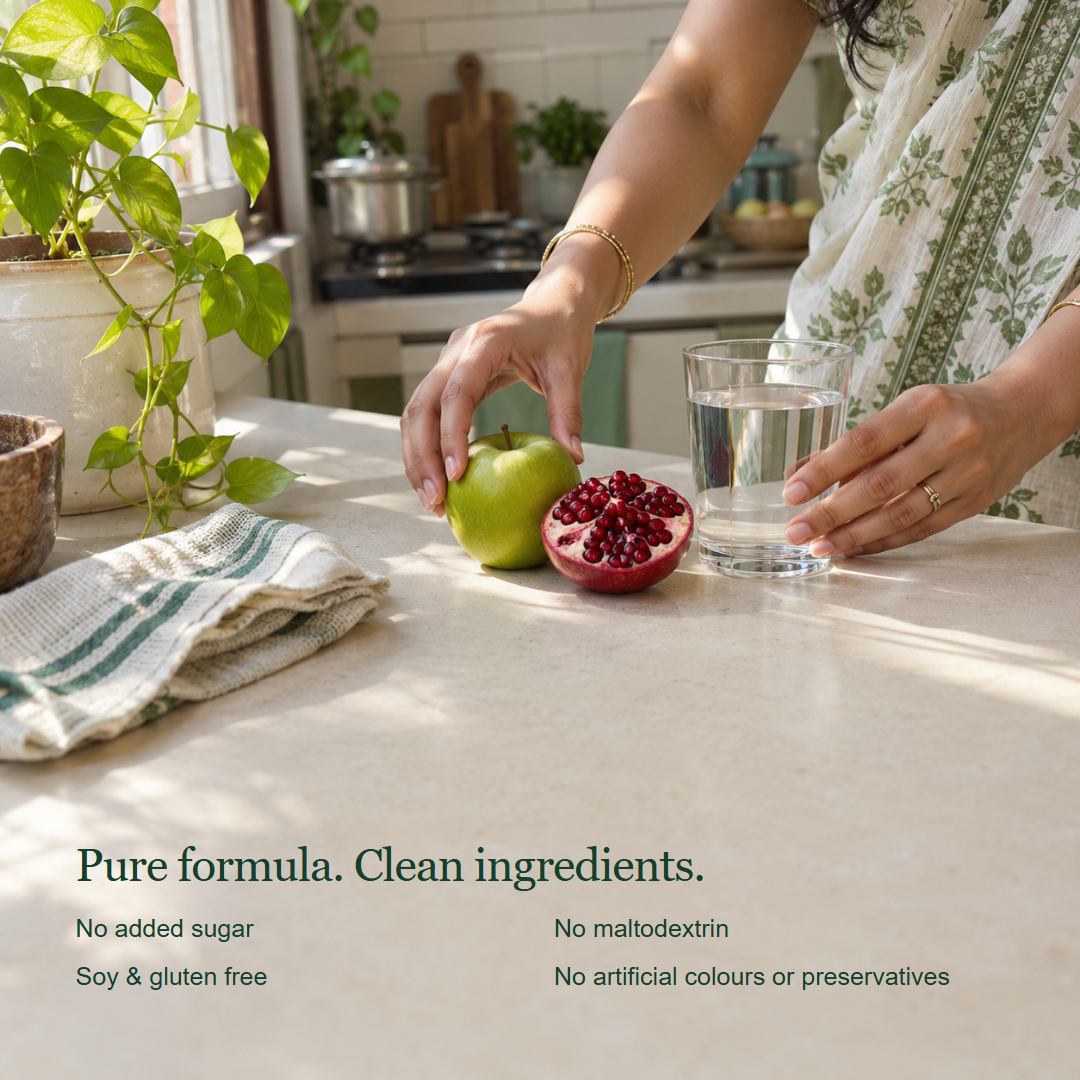 Pure formula. Clean ingredients.
No added sugar
No maltodextrin
Soy & gluten free
No artificial colours or preservatives